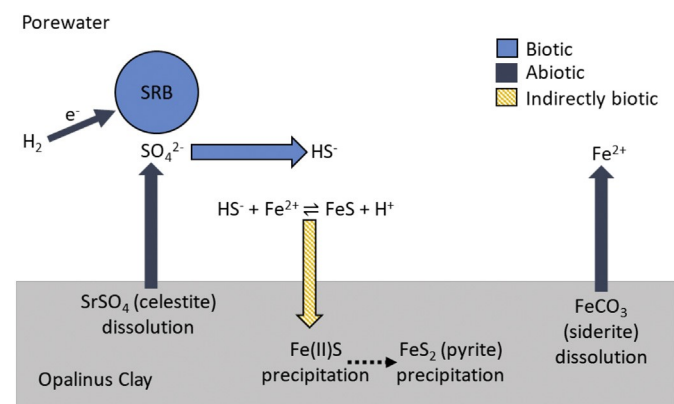 Porewater
Biotic
Abiotic
Indirectly biotic
SRB
e⁻
H₂
SO₄²⁻
HS⁻
Fe²⁺
HS⁻ + Fe²⁺ ⇌ FeS + H⁺
SrSO₄ (celestite)
dissolution
FeCO₃
(siderite)
dissolution
Fe(II)S
precipitation
FeS₂ (pyrite)
precipitation
Opalinus Clay